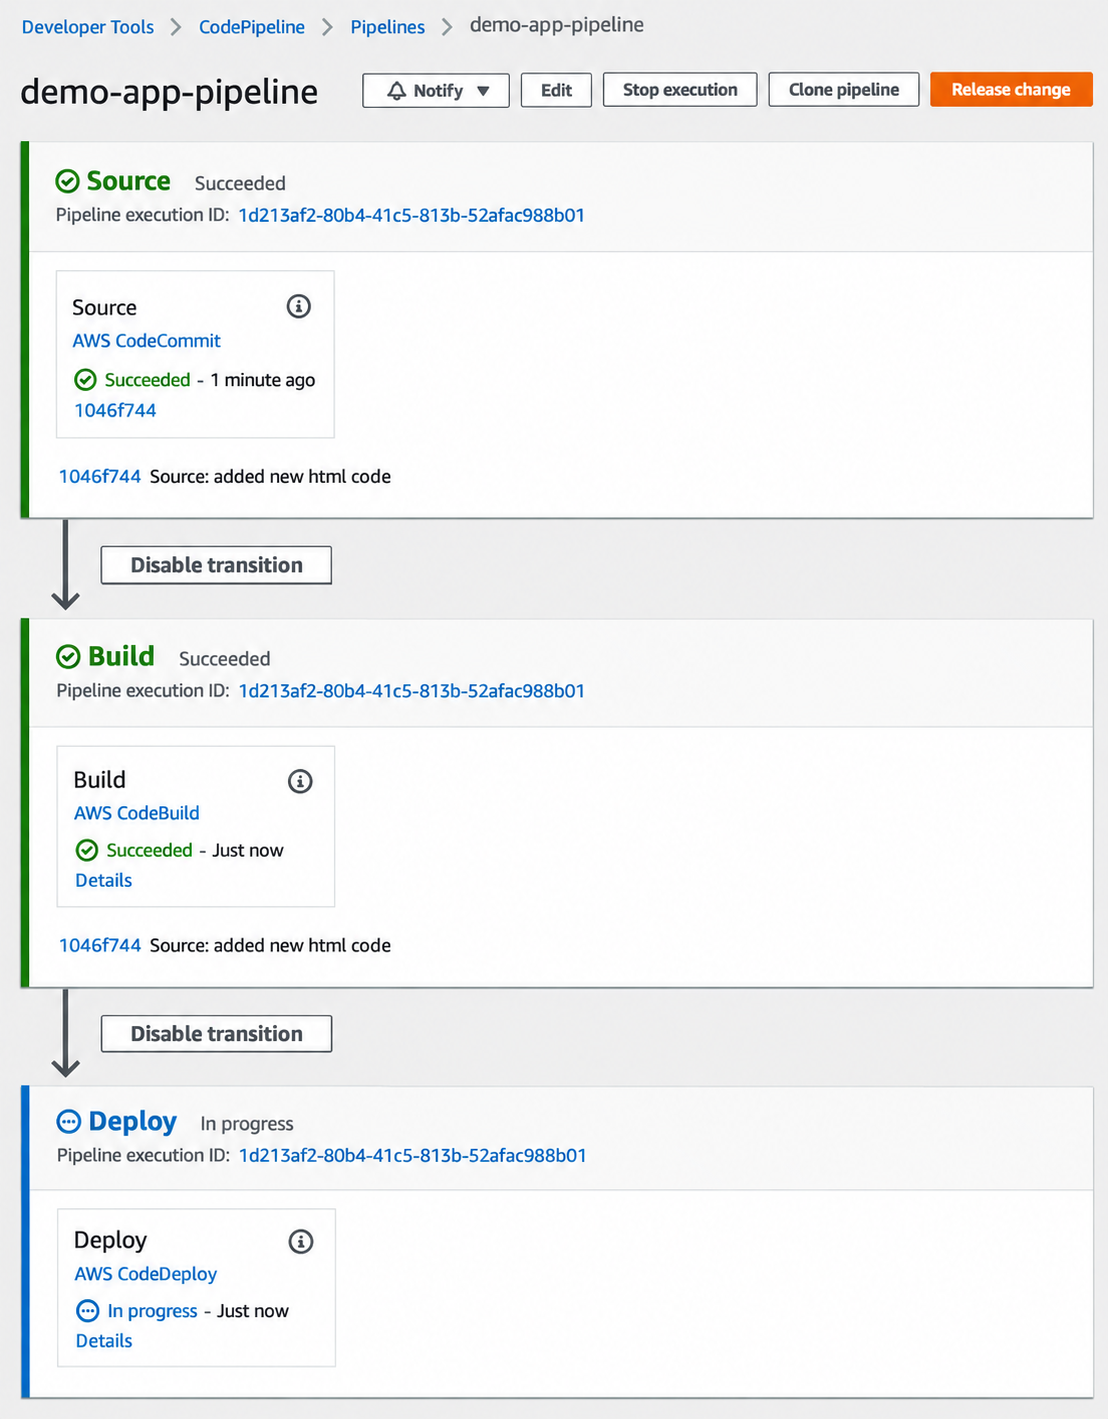 Developer Tools > CodePipeline > Pipelines > demo-app-pipeline
demo-app-pipeline Notify Edit Stop execution Clone pipeline Release change
Source Succeeded
Pipeline execution ID: 1d213af2-80b4-41c5-813b-52afac988b01
Source
AWS CodeCommit
Succeeded - 1 minute ago
1046f744
1046f744 Source: added new html code
Disable transition
Build Succeeded
Pipeline execution ID: 1d213af2-80b4-41c5-813b-52afac988b01
Build
AWS CodeBuild
Succeeded - Just now
Details
1046f744 Source: added new html code
Disable transition
Deploy In progress
Pipeline execution ID: 1d213af2-80b4-41c5-813b-52afac988b01
Deploy
AWS CodeDeploy
In progress - Just now
Details